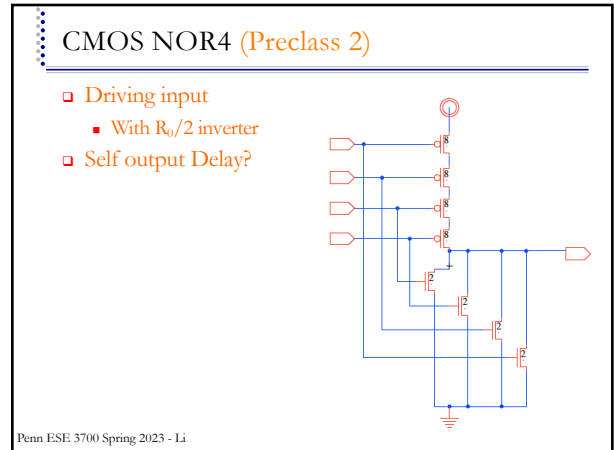 CMOS NOR4 (Preclass 2)
Driving input
With R₀/2 inverter
Self output Delay?
8
8
8
8
2
2
2
2
Penn ESE 3700 Spring 2023 - Li